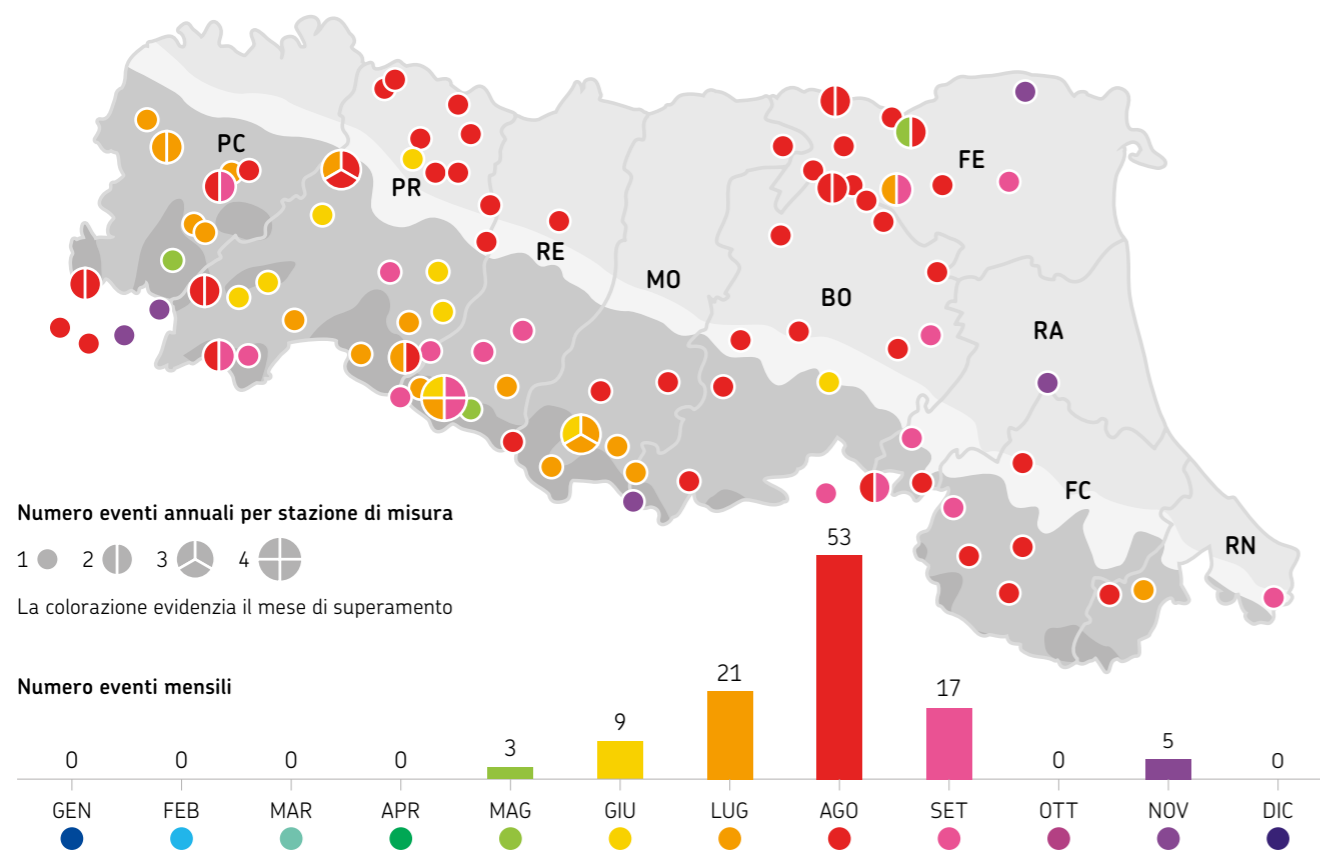 PC
PR
RE
MO
BO
FE
RA
FC
RN
Numero eventi annuali per stazione di misura
1 2 3 4
La colorazione evidenzia il mese di superamento
Numero eventi mensili
0 0 0 0 3 9 21 53 17 0 5 0
GEN FEB MAR APR MAG GIU LUG AGO SET OTT NOV DIC